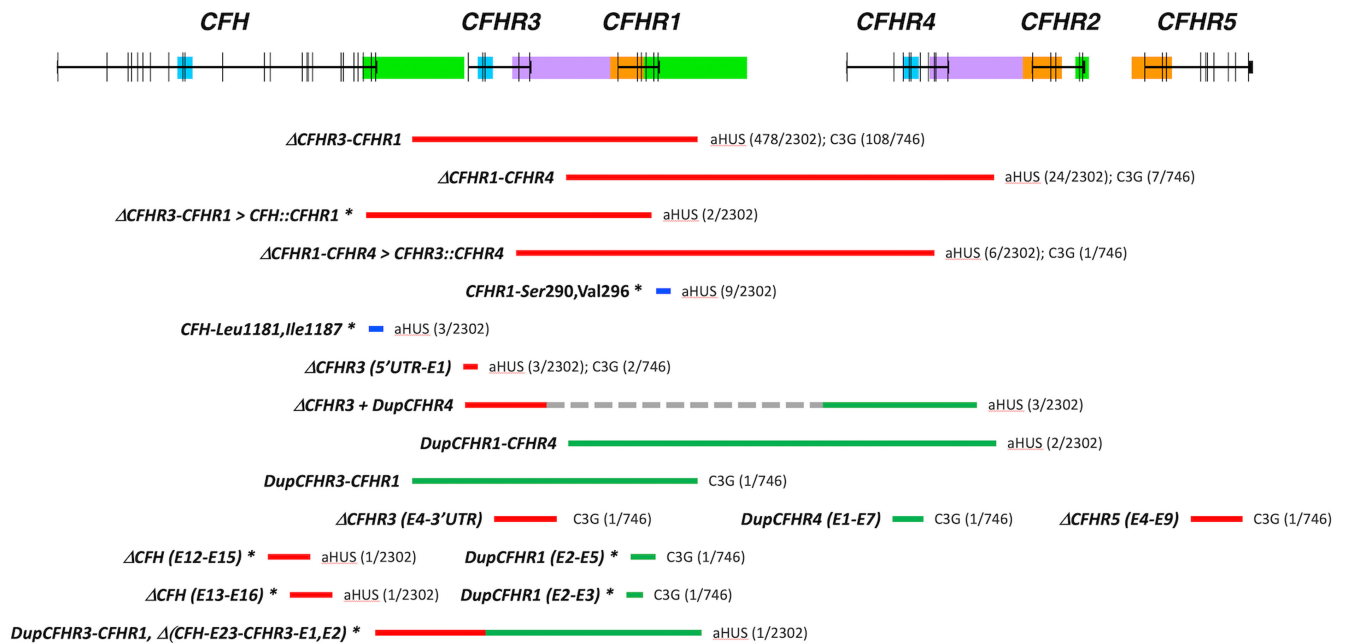 CFH CFHR3 CFHR1 CFHR4 CFHR2 CFHR5
ΔCFHR3-CFHR1 aHUS (478/2302); C3G (108/746)
ΔCFHR1-CFHR4 aHUS (24/2302); C3G (7/746)
ΔCFHR3-CFHR1 > CFH::CFHR1 * aHUS (2/2302)
ΔCFHR1-CFHR4 > CFHR3::CFHR4 aHUS (6/2302); C3G (1/746)
CFHR1-Ser290,Val296 * aHUS (9/2302)
CFH-Leu1181,Ile1187 * aHUS (3/2302)
ΔCFHR3 (5’UTR-E1) aHUS (3/2302); C3G (2/746)
ΔCFHR3 + DupCFHR4 aHUS (3/2302)
DupCFHR1-CFHR4 aHUS (2/2302)
DupCFHR3-CFHR1 C3G (1/746)
ΔCFHR3 (E4-3’UTR) C3G (1/746) DupCFHR4 (E1-E7) C3G (1/746) ΔCFHR5 (E4-E9) C3G (1/746)
ΔCFH (E12-E15) * aHUS (1/2302) DupCFHR1 (E2-E5) * C3G (1/746)
ΔCFH (E13-E16) * aHUS (1/2302) DupCFHR1 (E2-E3) * C3G (1/746)
DupCFHR3-CFHR1, Δ(CFH-E23-CFHR3-E1,E2) * aHUS (1/2302)